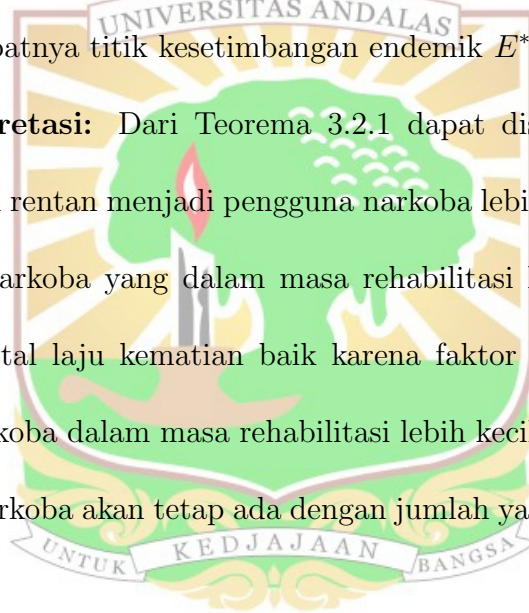 UNIVERSITAS ANDALAS
patnya titik kesetimbangan endemik E*
retasi: Dari Teorema 3.2.1 dapat dis
rentan menjadi pengguna narkoba lebi
arkoba yang dalam masa rehabilitasi
tal laju kematian baik karena faktor
koba dalam masa rehabilitasi lebih kecil
rkoba akan tetap ada dengan jumlah ya
UNTUK KEDJAJAAN BANGSA